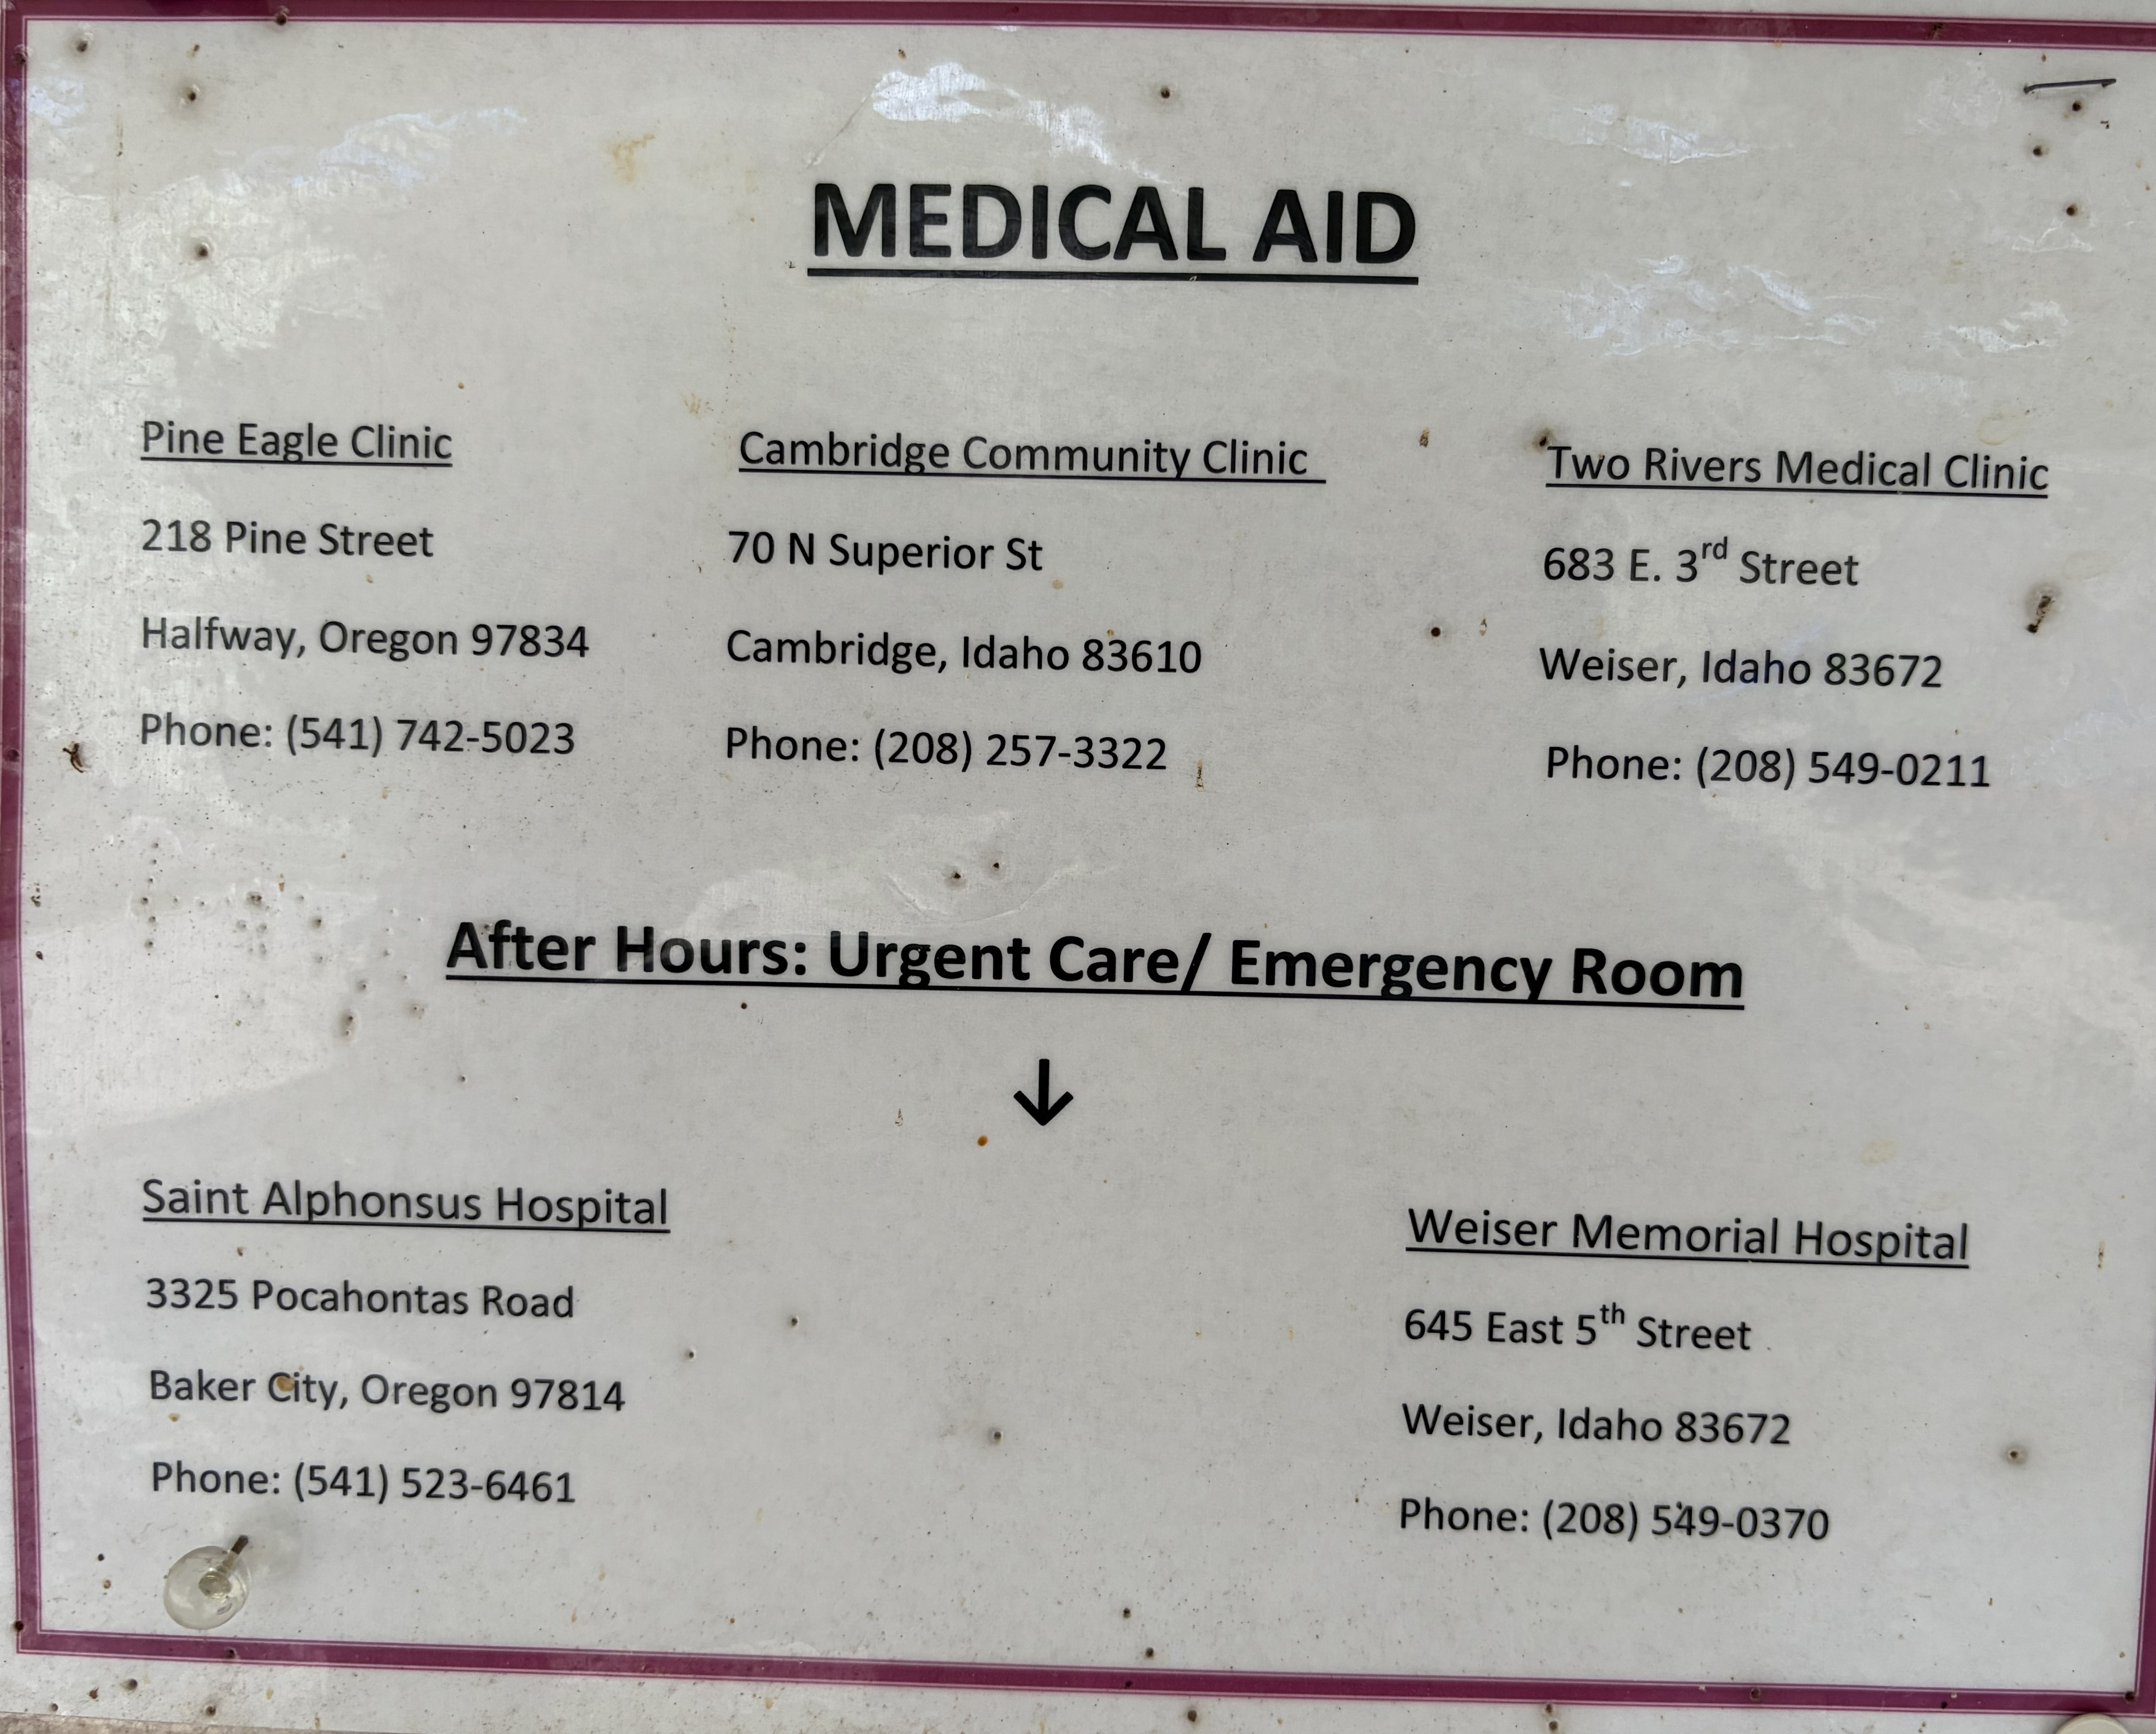 MEDICAL AID
Pine Eagle Clinic
218 Pine Street
Halfway, Oregon 97834
Phone: (541) 742-5023
Cambridge Community Clinic
70 N Superior St
Cambridge, Idaho 83610
Phone: (208) 257-3322
Two Rivers Medical Clinic
683 E. 3rd Street
Weiser, Idaho 83672
Phone: (208) 549-0211
After Hours: Urgent Care/ Emergency Room
↓
Saint Alphonsus Hospital
3325 Pocahontas Road
Baker City, Oregon 97814
Phone: (541) 523-6461
Weiser Memorial Hospital
645 East 5th Street
Weiser, Idaho 83672
Phone: (208) 549-0370